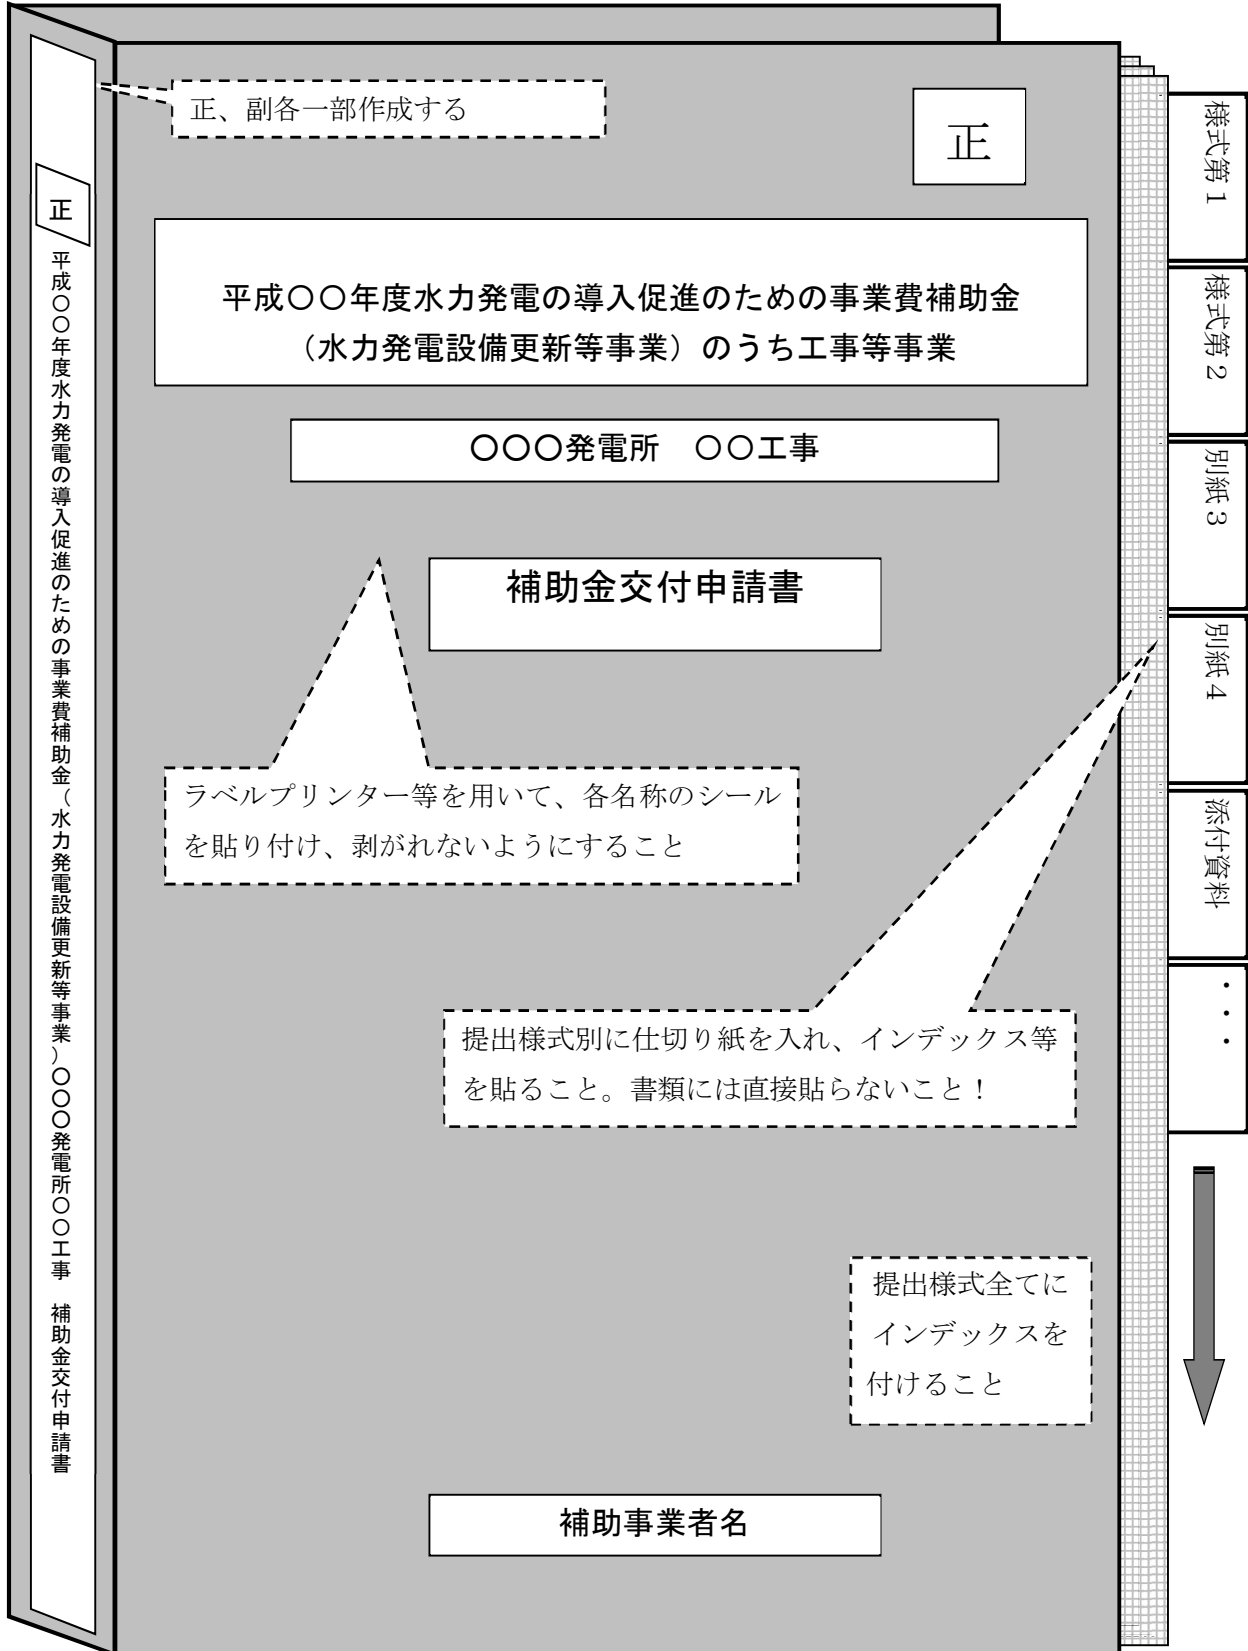 正
平成〇〇年度水力発電の導入促進のための事業費補助金（水力発電設備更新等事業）〇〇〇発電所〇〇工事　補助金交付申請書
正、副各一部作成する
正
平成〇〇年度水力発電の導入促進のための事業費補助金
（水力発電設備更新等事業）のうち工事等事業
〇〇〇発電所　〇〇工事
補助金交付申請書
ラベルプリンター等を用いて、各名称のシール
を貼り付け、剥がれないようにすること
提出様式別に仕切り紙を入れ、インデックス等
を貼ること。書類には直接貼らないこと！
提出様式全てに
インデックスを
付けること
補助事業者名
様式第１
様式第２
別紙３
別紙４
添付資料
・・・